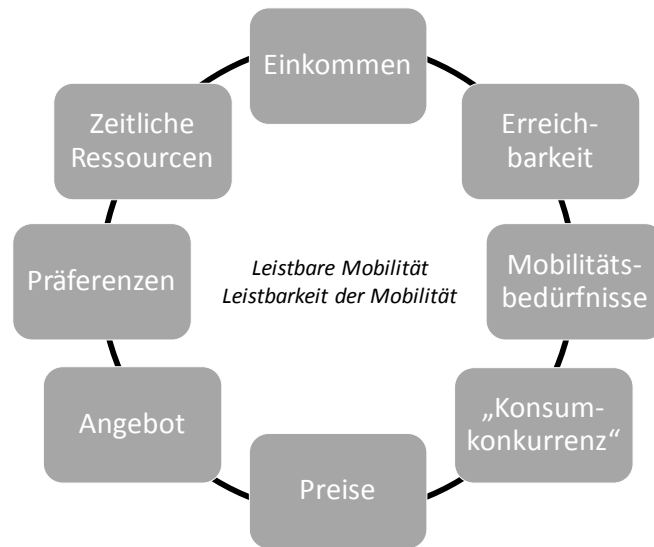 Einkommen
Erreich-
barkeit
Mobilitäts-
bedürfnisse
„Konsum-
konkurrenz“
Preise
Angebot
Präferenzen
Zeitliche
Ressourcen
Leistbare Mobilität
Leistbarkeit der Mobilität